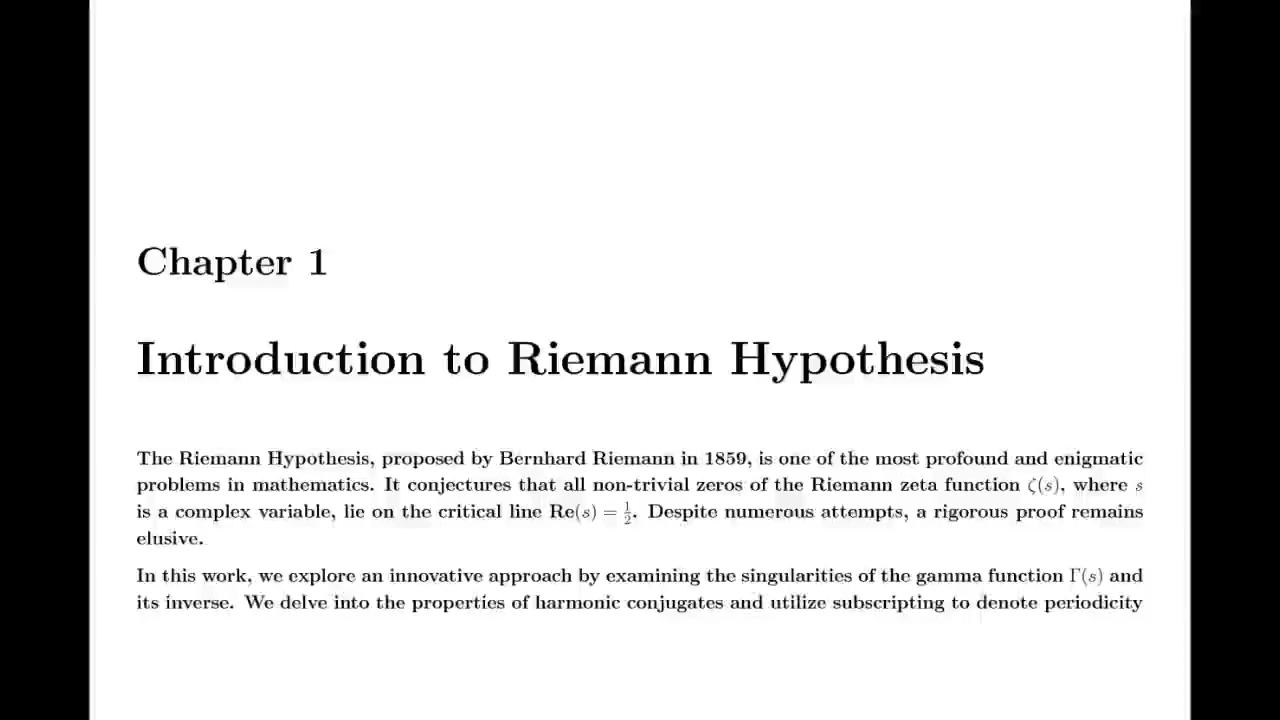 Chapter 1
Introduction to Riemann Hypothesis
The Riemann Hypothesis, proposed by Bernhard Riemann in 1859, is one of the most profound and enigmatic
problems in mathematics. It conjectures that all non-trivial zeros of the Riemann zeta function ζ(s), where s
is a complex variable, lie on the critical line Re(s) = 1/2. Despite numerous attempts, a rigorous proof remains
elusive.
In this work, we explore an innovative approach by examining the singularities of the gamma function Γ(s) and
its inverse. We delve into the properties of harmonic conjugates and utilize subscripting to denote periodicity